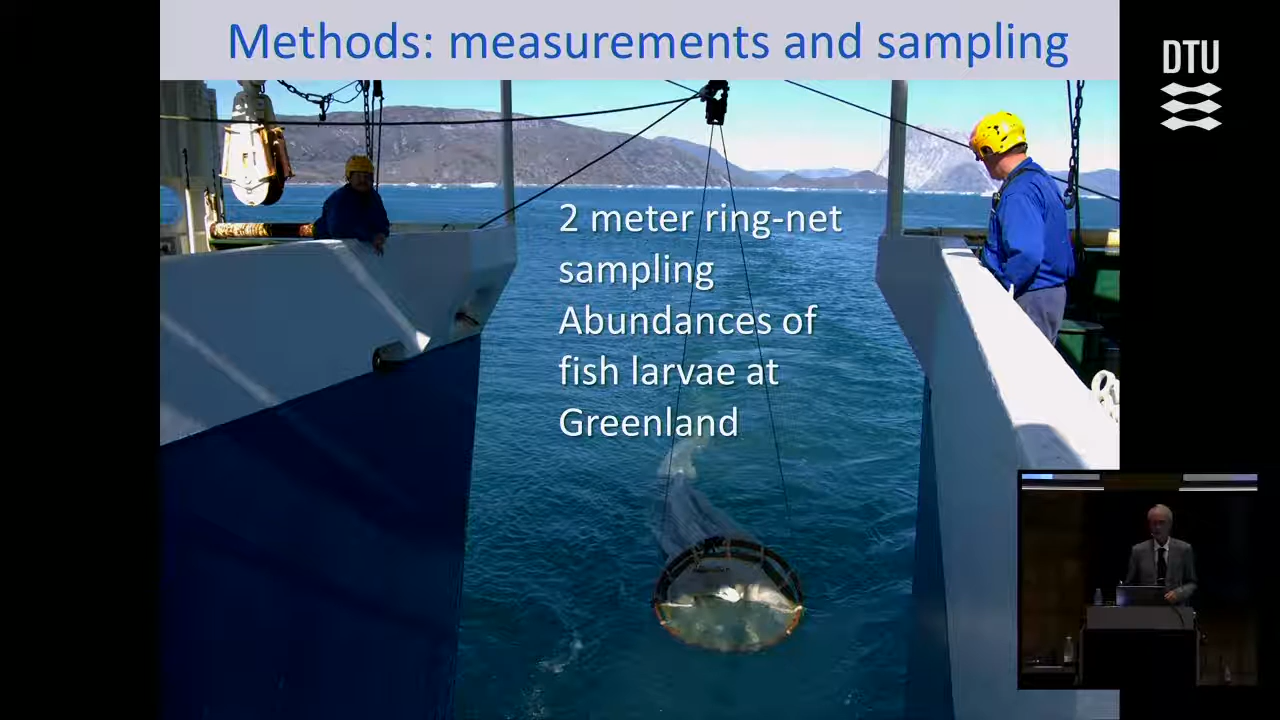 Methods: measurements and sampling
DTU
2 meter ring-net
sampling
Abundances of
fish larvae at
Greenland